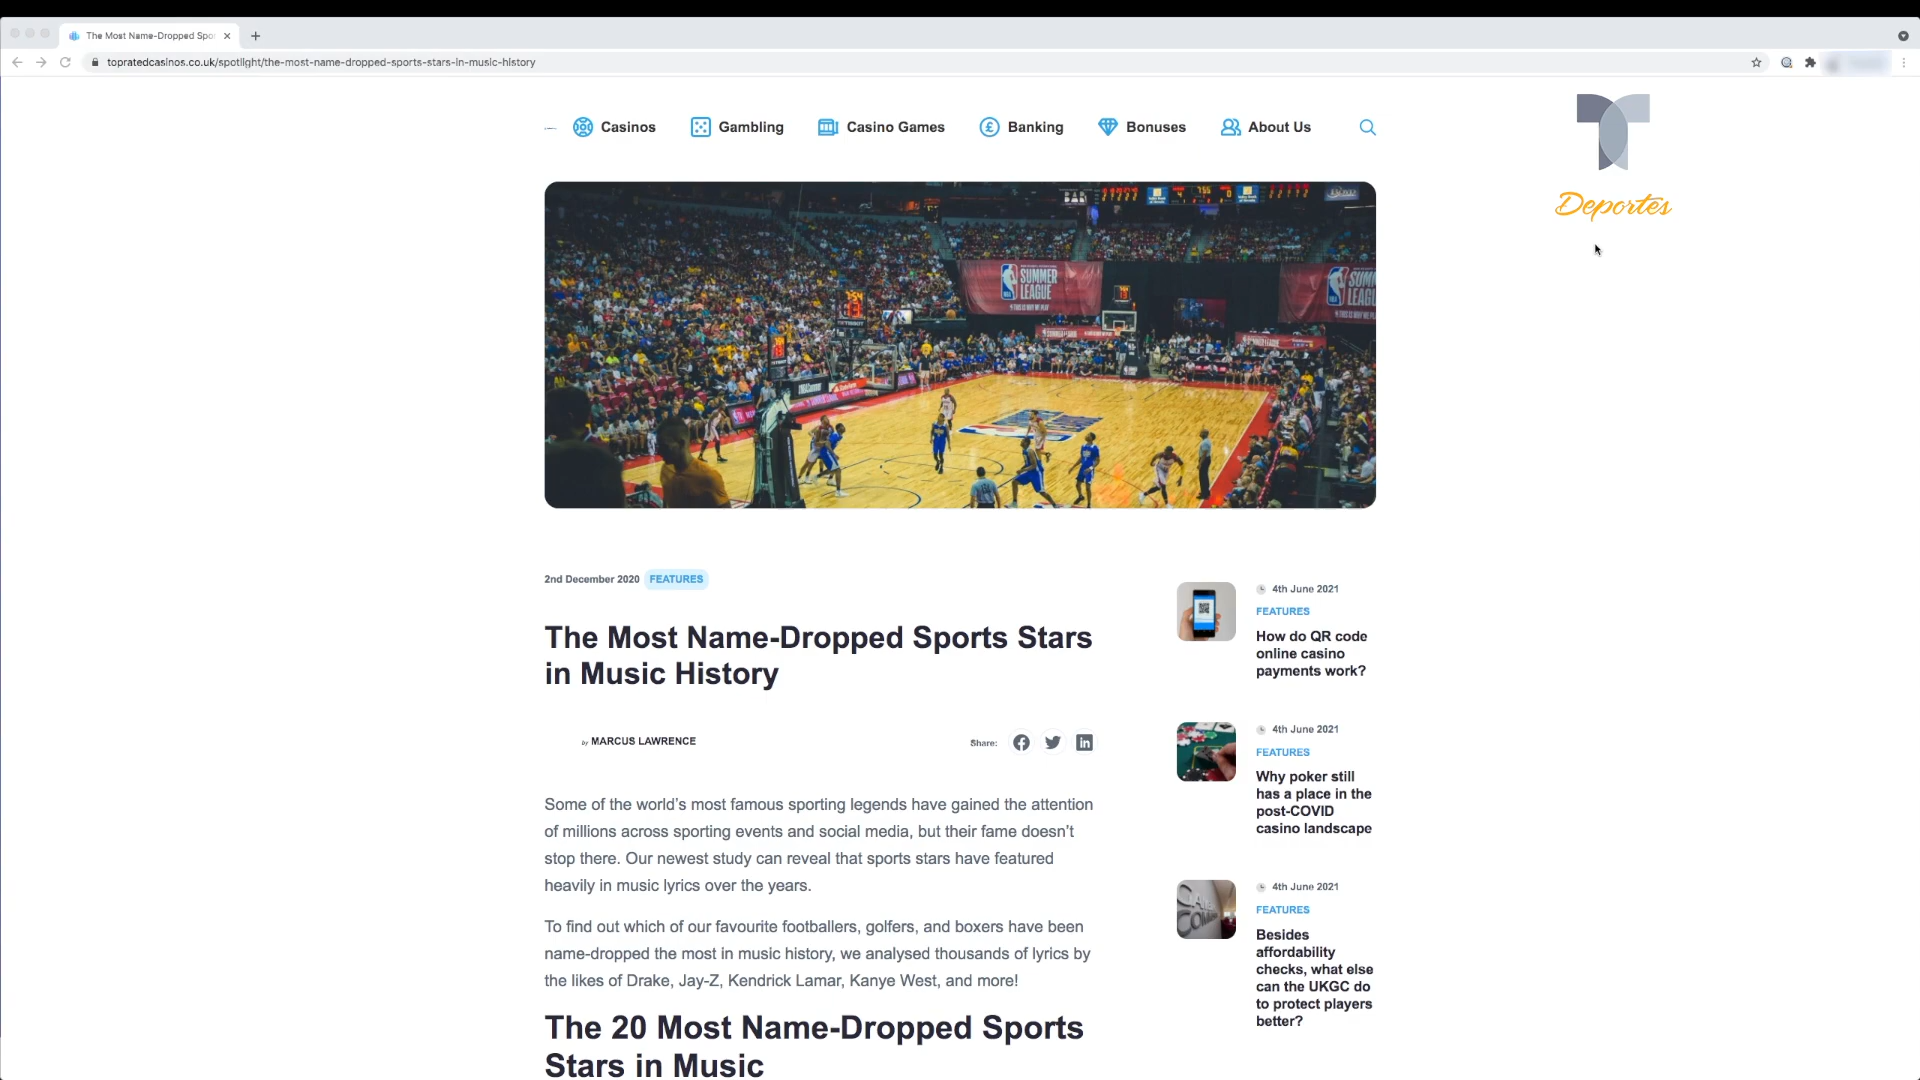 The Most Name-Dropped Spo
topratedcasinos.co.uk/spotlight/the-most-name-dropped-sports-stars-in-music-history
Casinos
Gambling
Casino Games
Banking
Bonuses
About Us
Deportes
BAR
7:55
SUMMER
LEAGUE
THIS IS WHY WE PLAY
2nd December 2020 FEATURES
The Most Name-Dropped Sports Stars
in Music History
by MARCUS LAWRENCE
Share:
Some of the world's most famous sporting legends have gained the attention
of millions across sporting events and social media, but their fame doesn't
stop there. Our newest study can reveal that sports stars have featured
heavily in music lyrics over the years.
To find out which of our favourite footballers, golfers, and boxers have been
name-dropped the most in music history, we analysed thousands of lyrics by
the likes of Drake, Jay-Z, Kendrick Lamar, Kanye West, and more!
The 20 Most Name-Dropped Sports
Stars in Music
4th June 2021
FEATURES
How do QR code
online casino
payments work?
4th June 2021
FEATURES
Why poker still
has a place in the
post-COVID
casino landscape
4th June 2021
FEATURES
Besides
affordability
checks, what else
can the UKGC do
to protect players
better?